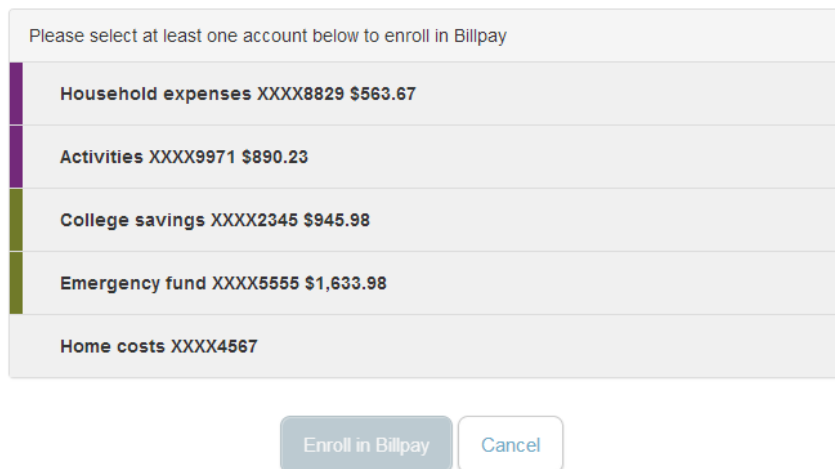 Please select at least one account below to enroll in Billpay
Household expenses XXXX8829 $563.67
Activities XXXX9971 $890.23
College savings XXXX2345 $945.98
Emergency fund XXXX5555 $1,633.98
Home costs XXXX4567
Enroll in Billpay
Cancel